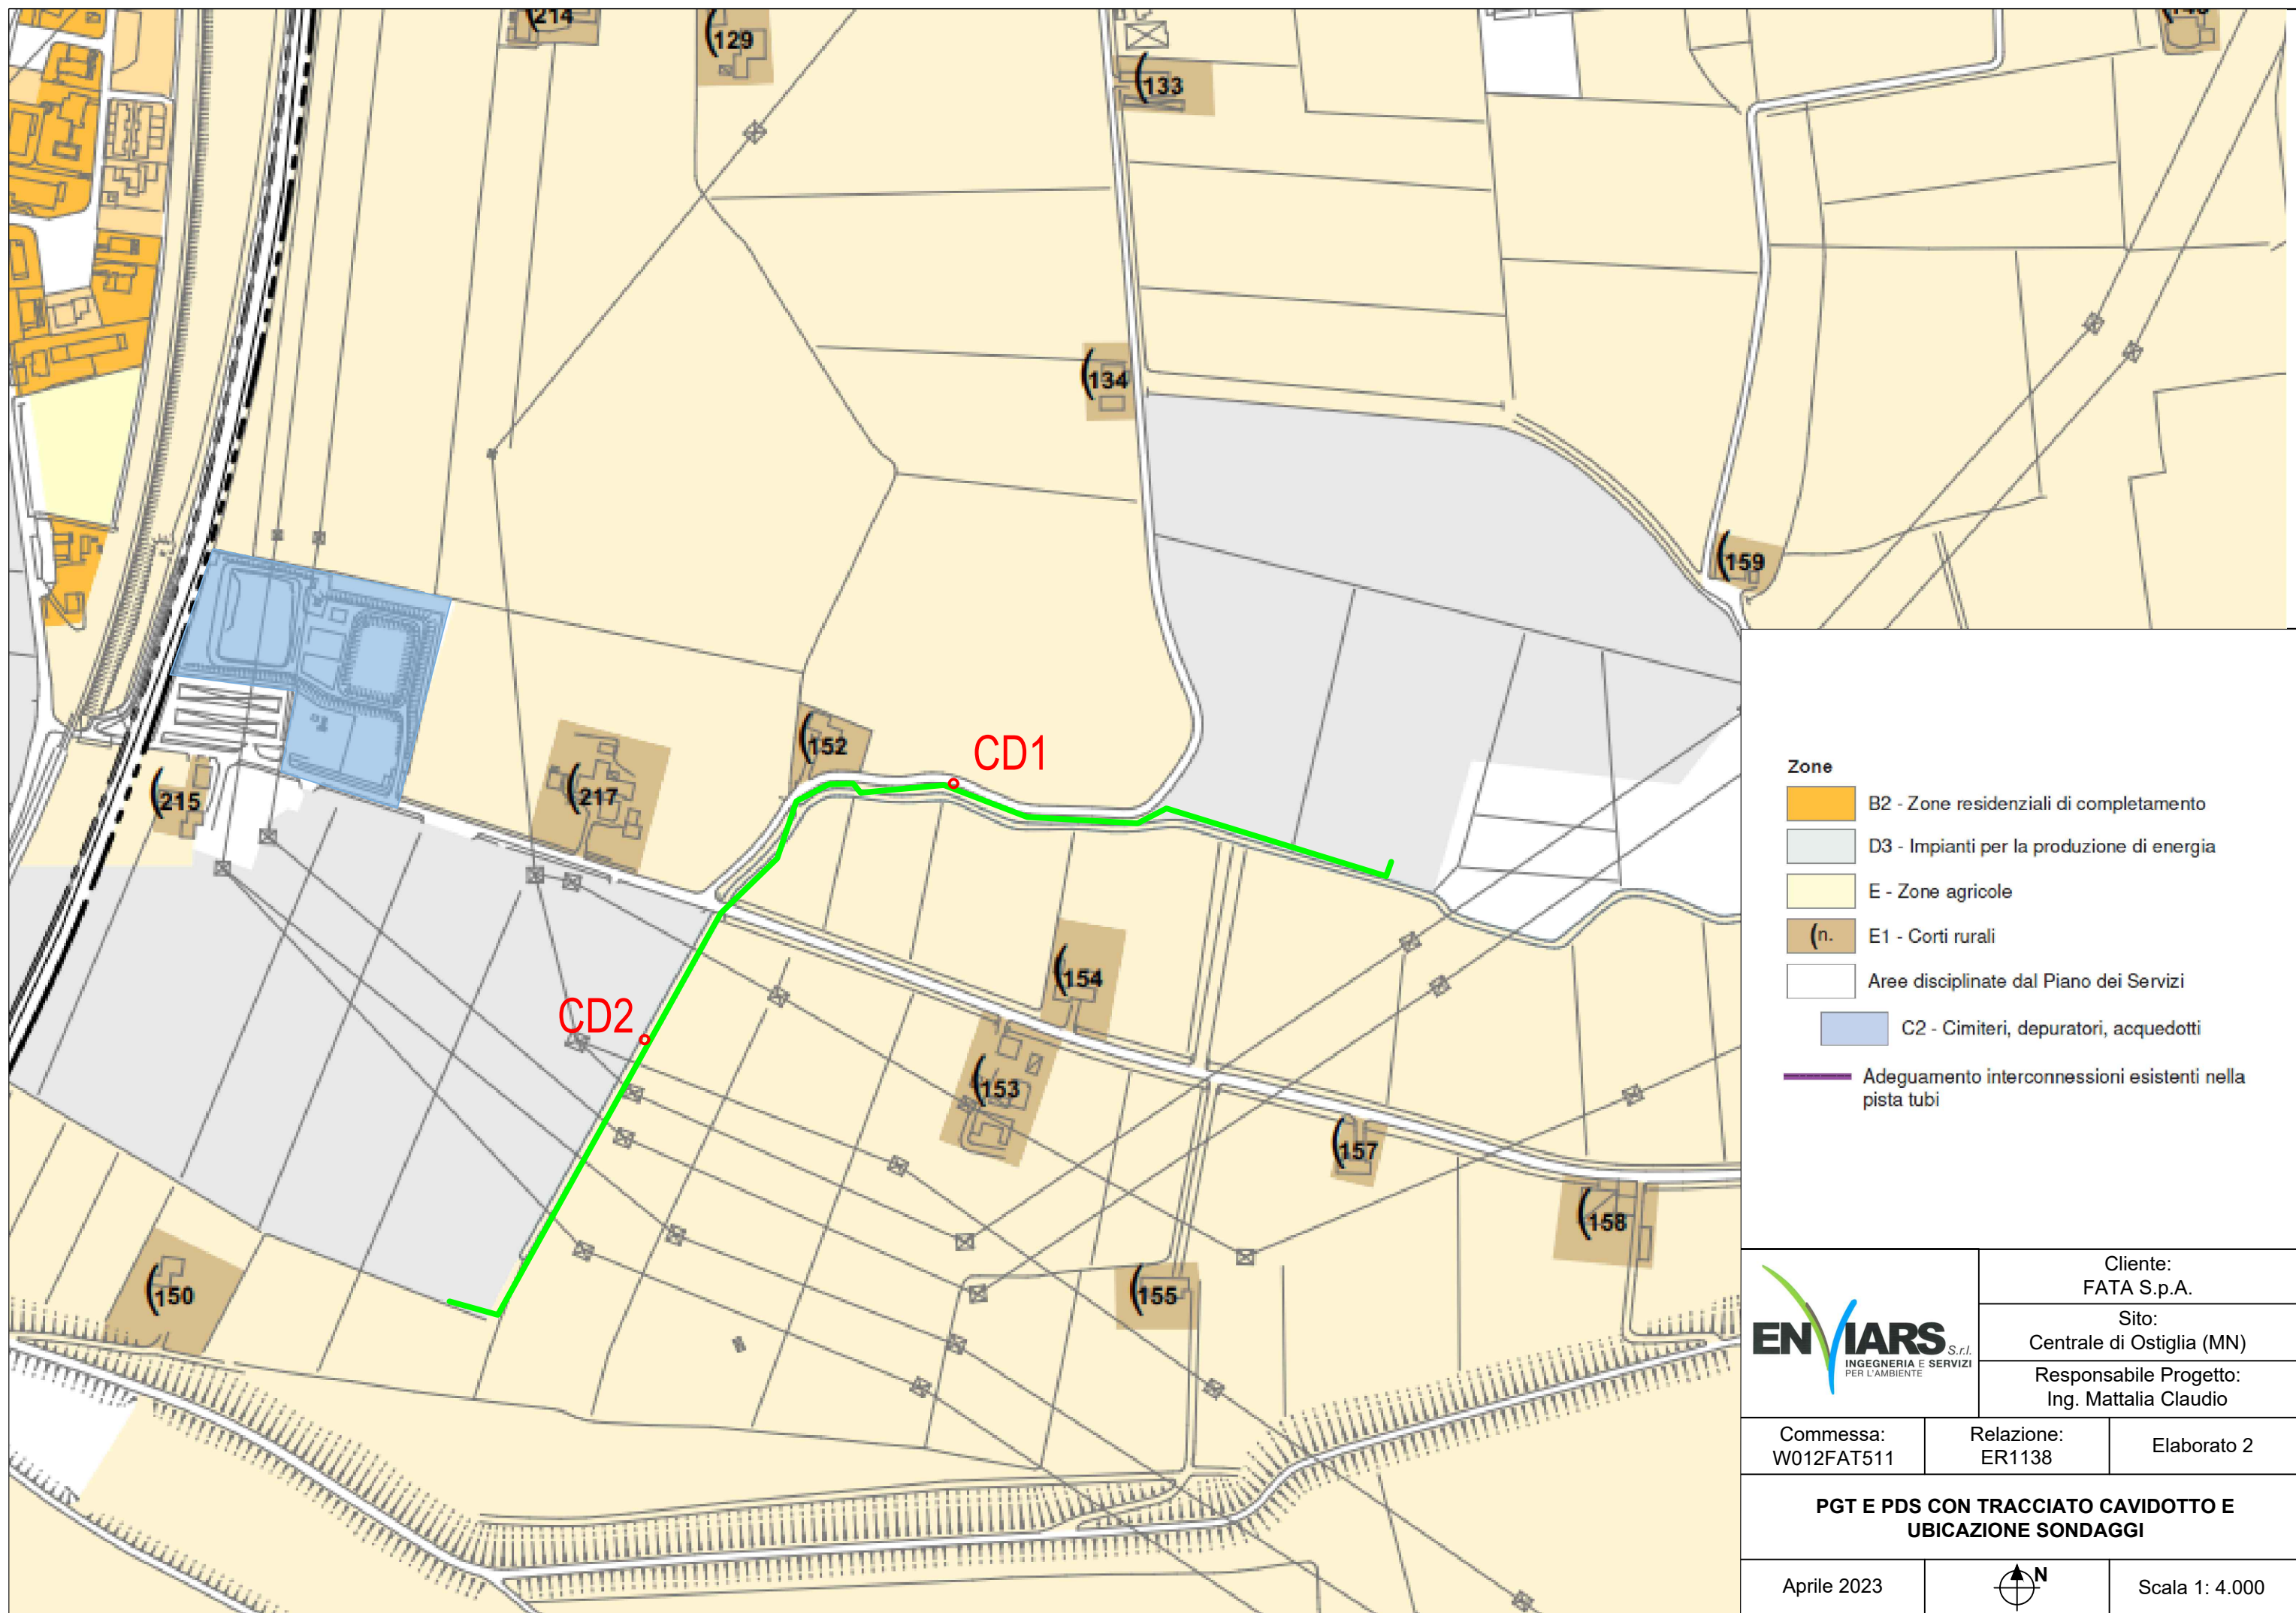 (214
(129
(133
(134
(159
(152
CD1
(215
(217
CD2
(154
(153
(157
(158
(150
(155
Zone
B2 - Zone residenziali di completamento
D3 - Impianti per la produzione di energia
E - Zone agricole
(n. E1 - Corti rurali
Aree disciplinate dal Piano dei Servizi
C2 - Cimiteri, depuratori, acquedotti
Adeguamento interconnessioni esistenti nella
pista tubi
ENVIARS S.r.l.
INGEGNERIA E SERVIZI
PER L'AMBIENTE
Cliente:
FATA S.p.A.
Sito:
Centrale di Ostiglia (MN)
Responsabile Progetto:
Ing. Mattalia Claudio
Commessa:
W012FAT511
Relazione:
ER1138
Elaborato 2
PGT E PDS CON TRACCIATO CAVIDOTTO E
UBICAZIONE SONDAGGI
Aprile 2023
N
Scala 1: 4.000